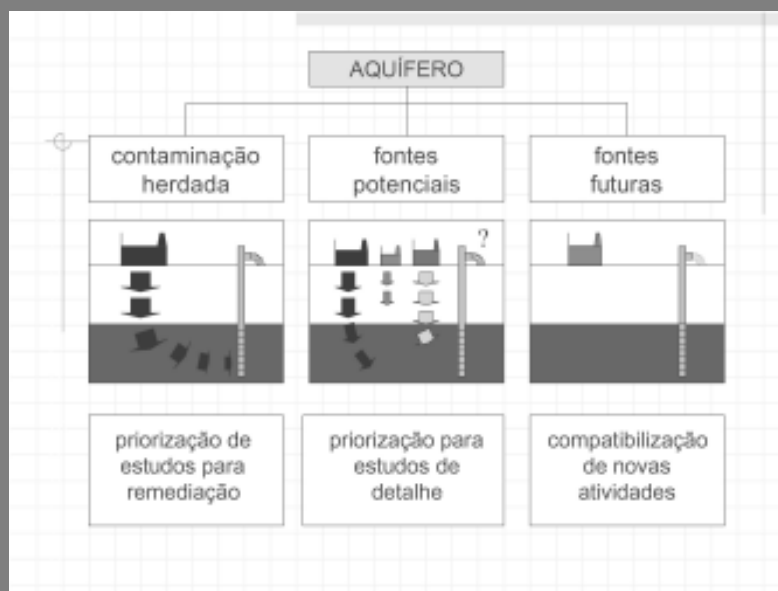 AQUÍFERO
contaminação
herdada
fontes
potenciais
fontes
futuras
?
priorização de
estudos para
remediação
priorização para
estudos de
detalhe
compatibilização
de novas
atividades